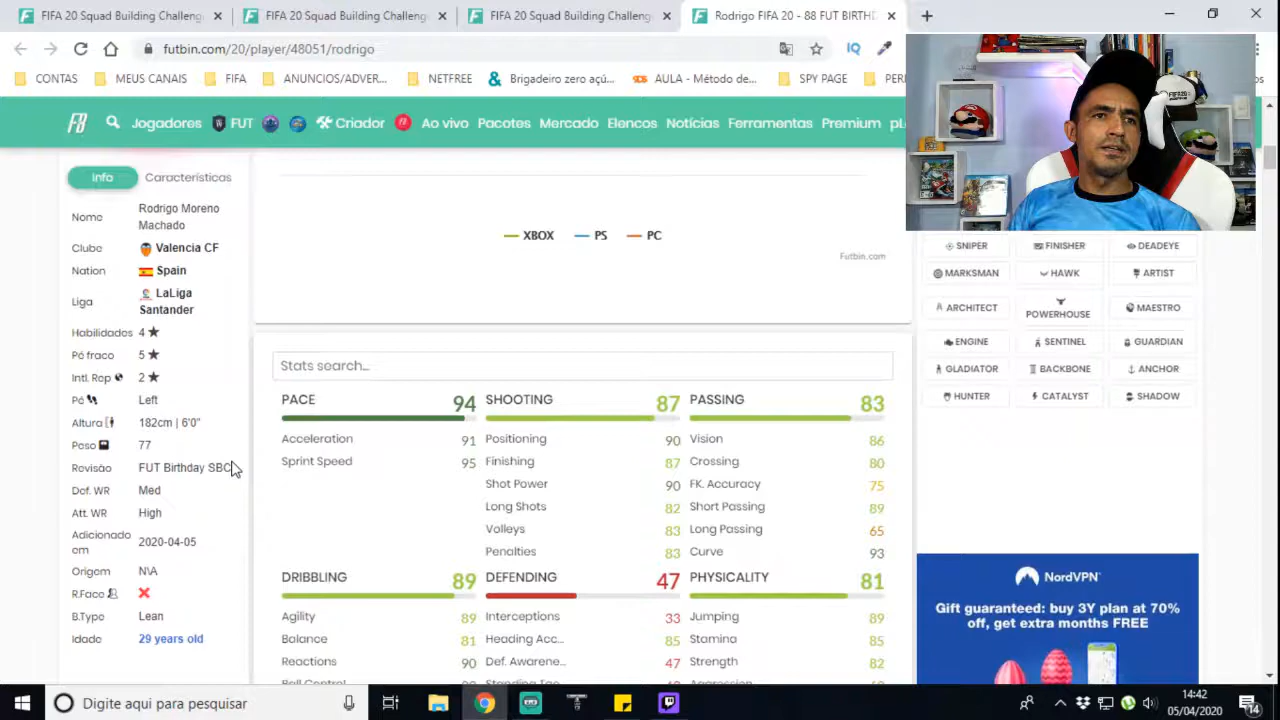 FIFA 20 Squad Building Challeng
FIFA 20 Squad Building Challeng
FIFA 20 Squad Building Challeng
Rodrigo FIFA 20 - 88 FUT BIRTH
futbin.com/20/player/48051/rodrigo
CONTAS
MEUS CANAIS
FIFA
ANUNCIOS/ADVER...
NETFREE
Brigadeiro zero açú...
AULA - Método de...
SPY PAGE
Jogadores
FUT
Criador
Ao vivo
Pacotes
Mercado
Elencos
Notícias
Ferramentas
Premium
Info
Características
Nome
Rodrigo Moreno
Machado
Clube
Valencia CF
Nation
Spain
Liga
LaLiga
Santander
Habilidades
4 ★
Pé fraco
5 ★
Intl. Rep
2 ★
Pé
Left
Altura
182cm | 6'0"
Peso
77
Revisão
FUT Birthday SBC
Def. WR
Med
Att. WR
High
Adicionado
em
2020-04-05
Origem
N\A
R.Face
B.Type
Lean
Idade
29 years old
XBOX
PS
PC
Futbin.com
Stats search...
PACE
94
Acceleration
91
Sprint Speed
95
SHOOTING
87
Positioning
90
Finishing
87
Shot Power
90
Long Shots
82
Volleys
83
Penalties
83
PASSING
83
Vision
86
Crossing
80
FK. Accuracy
75
Short Passing
89
Long Passing
65
Curve
93
DRIBBLING
89
Agility
89
Balance
81
Reactions
90
DEFENDING
47
Interceptions
33
Heading Acc...
85
Def. Awarene...
47
PHYSICALITY
81
Jumping
89
Stamina
85
Strength
82
SNIPER
FINISHER
DEADEYE
MARKSMAN
HAWK
ARTIST
ARCHITECT
POWERHOUSE
MAESTRO
ENGINE
SENTINEL
GUARDIAN
GLADIATOR
BACKBONE
ANCHOR
HUNTER
CATALYST
SHADOW
NordVPN
Gift guaranteed: buy 3Y plan at 70%
off, get extra months FREE
Digite aqui para pesquisar
14:42
05/04/2020
14